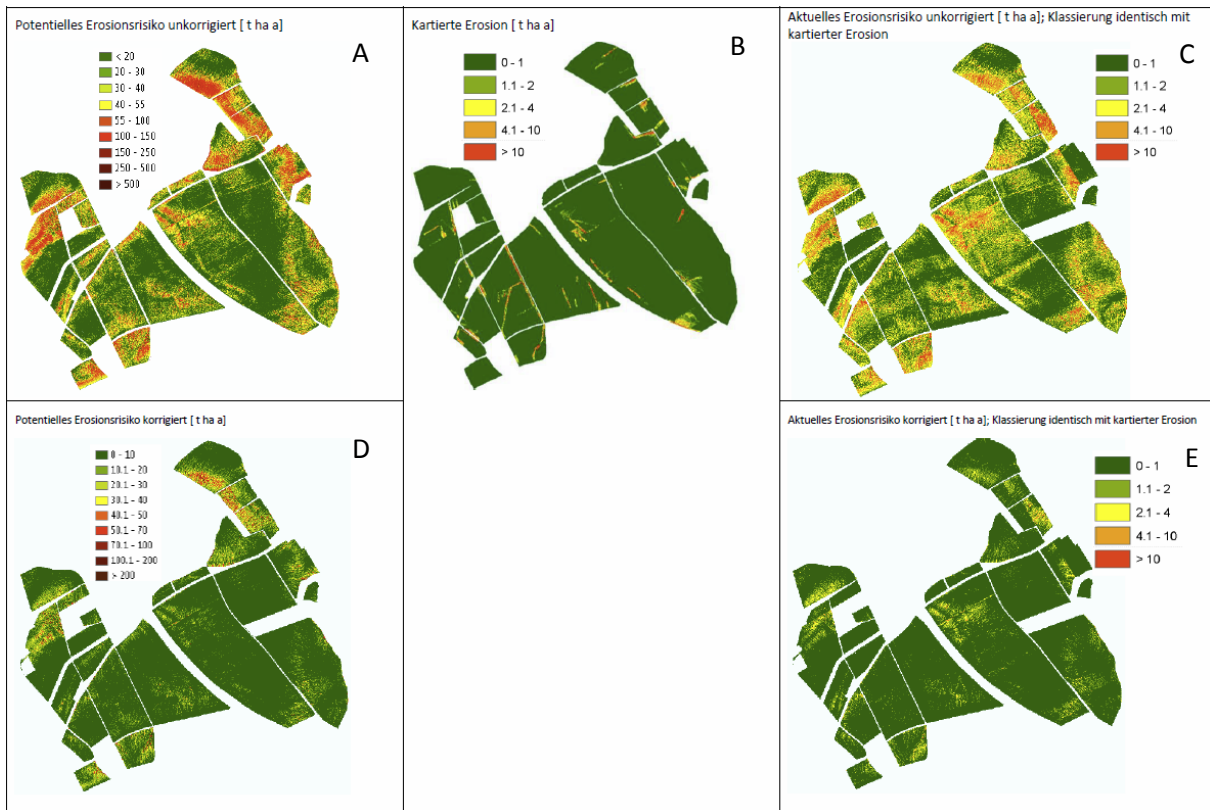 Potentielles Erosionsrisiko unkorrigiert [ t ha a]
A
< 20
20 - 30
30 - 40
40 - 55
55 - 100
100 - 150
150 - 250
250 - 500
> 500
Kartierte Erosion [ t ha a]
B
0 - 1
1.1 - 2
2.1 - 4
4.1 - 10
> 10
Aktuelles Erosionsrisiko unkorrigiert [t ha a]; Klassierung identisch mit
kartierter Erosion
C
0 - 1
1.1 - 2
2.1 - 4
4.1 - 10
> 10
Potentielles Erosionsrisiko korrigiert [ t ha a]
D
0 - 10
10.1 - 20
20.1 - 30
30.1 - 40
40.1 - 50
50.1 - 70
70.1 - 100
100.1 - 200
> 200
Aktuelles Erosionsrisiko korrigiert [t ha a]; Klassierung identisch mit kartierter Erosion
E
0 - 1
1.1 - 2
2.1 - 4
4.1 - 10
> 10